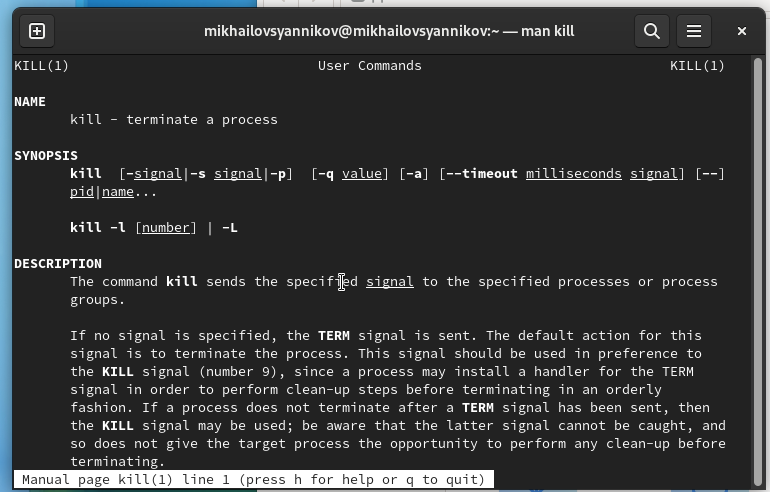 mikhailovsyannikov@mikhailovsyannikov:~ — man kill
KILL(1) User Commands KILL(1)
NAME
kill - terminate a process
SYNOPSIS
kill [-signal|-s signal|-p] [-q value] [-a] [--timeout milliseconds signal] [--]
pid|name...
kill -l [number] | -L
DESCRIPTION
The command kill sends the specified signal to the specified processes or process
groups.
If no signal is specified, the TERM signal is sent. The default action for this
signal is to terminate the process. This signal should be used in preference to
the KILL signal (number 9), since a process may install a handler for the TERM
signal in order to perform clean-up steps before terminating in an orderly
fashion. If a process does not terminate after a TERM signal has been sent, then
the KILL signal may be used; be aware that the latter signal cannot be caught, and
so does not give the target process the opportunity to perform any clean-up before
terminating.
Manual page kill(1) line 1 (press h for help or q to quit)